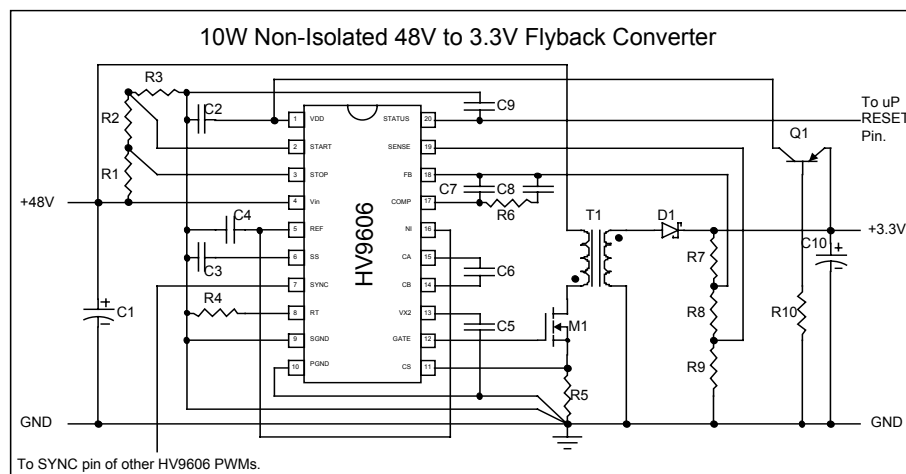 10W Non-Isolated 48V to 3.3V Flyback Converter
R3
C2
C9
To uP
RESET
Pin.
R2
1
VDD
STATUS
20
Q1
2
START
SENSE
19
R1
3
STOP
FB
18
C7
C8
+48V
4
Vin
COMP
17
R6
T1
D1
+3.3V
C4
5
REF
NI
16
C10
HV9606
C3
6
SS
CA
15
C6
R7
7
SYNC
CB
14
R4
8
RT
VX2
13
C5
R8
R10
C1
M1
9
SGND
GATE
12
10
PGND
CS
11
R5
R9
GND
GND
To SYNC pin of other HV9606 PWMs.